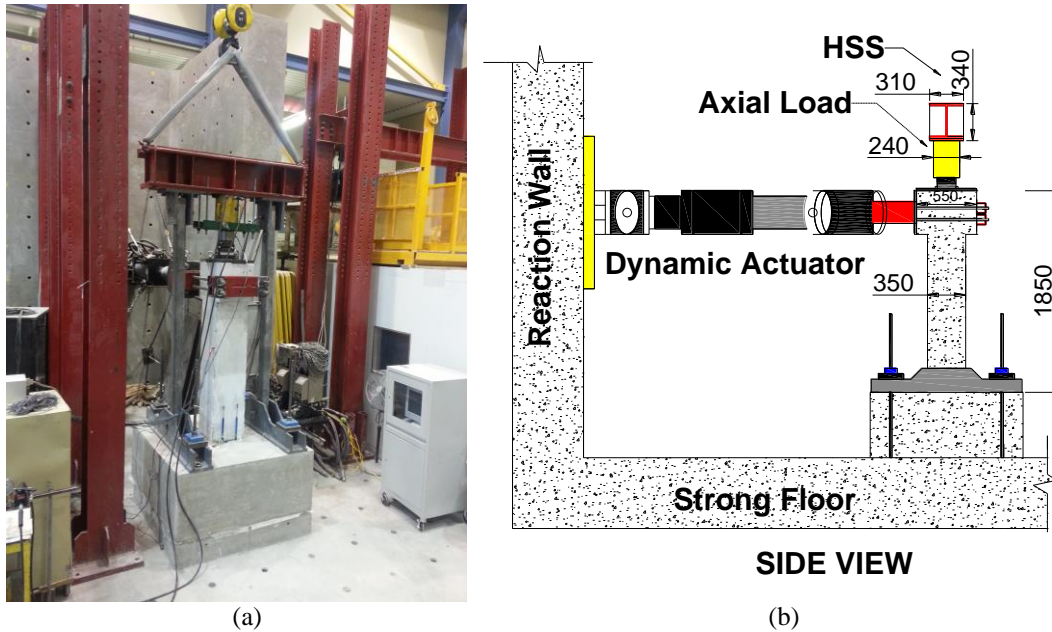 HSS
310
340
Axial Load
240
550
Dynamic Actuator
Reaction Wall
350
1850
Strong Floor
SIDE VIEW
(a)
(b)